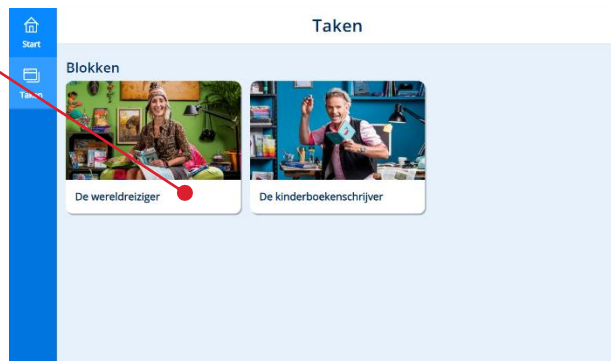 Start
Taken
Taken
Blokken
De wereldreiziger
De kinderboekenschrijver